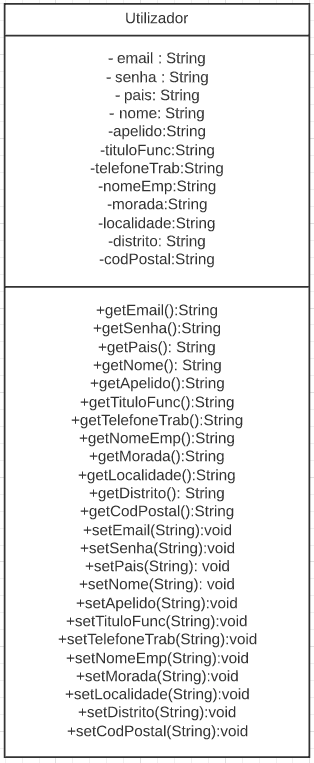 Utilizador
- email : String
- senha : String
- pais: String
- nome: String
-apelido:String
-tituloFunc:String
-telefoneTrab:String
-nomeEmp:String
-morada:String
-localidade:String
-distrito: String
-codPostal:String
+getEmail():String
+getSenha():String
+getPais(): String
+getNome(): String
+getApelido():String
+getTituloFunc():String
+getTelefoneTrab():String
+getNomeEmp():String
+getMorada():String
+getLocalidade():String
+getDistrito(): String
+getCodPostal():String
+setEmail(String):void
+setSenha(String):void
+setPais(String): void
+setNome(String): void
+setApelido(String):void
+setTituloFunc(String):void
+setTelefoneTrab(String):void
+setNomeEmp(String):void
+setMorada(String):void
+setLocalidade(String):void
+setDistrito(String):void
+setCodPostal(String):void